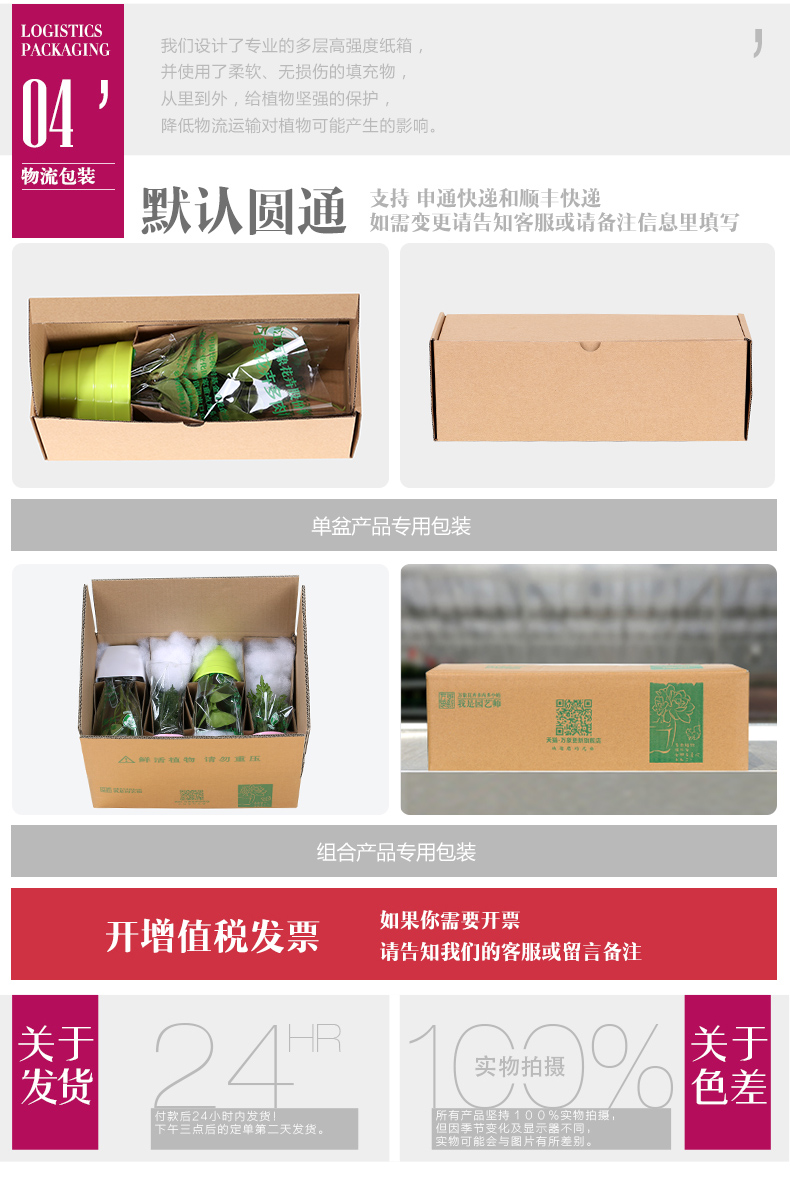 LOGISTICS
PACKAGING
04
物流包装
我们设计了专业的多层高强度纸箱，
并使用了柔软、无损伤的填充物，
从里到外，给植物坚强的保护，
降低物流运输对植物可能产生的影响。
默认圆通
支持 申通快递和顺丰快递
如需变更请告知客服或请备注信息里填写
单盆产品专用包装
鲜活植物 请勿重压
我是园艺师
组合产品专用包装
开增值税发票
如果你需要开票
请告知我们的客服或留言备注
关于
发货
24HR
付款后24小时内发货！
下午三点后的定单第二天发货。
100%
实物拍摄
所有产品坚持100%实物拍摄，
但因季节变化及显示器不同，
实物可能会与图片有所差别。
关于
色差